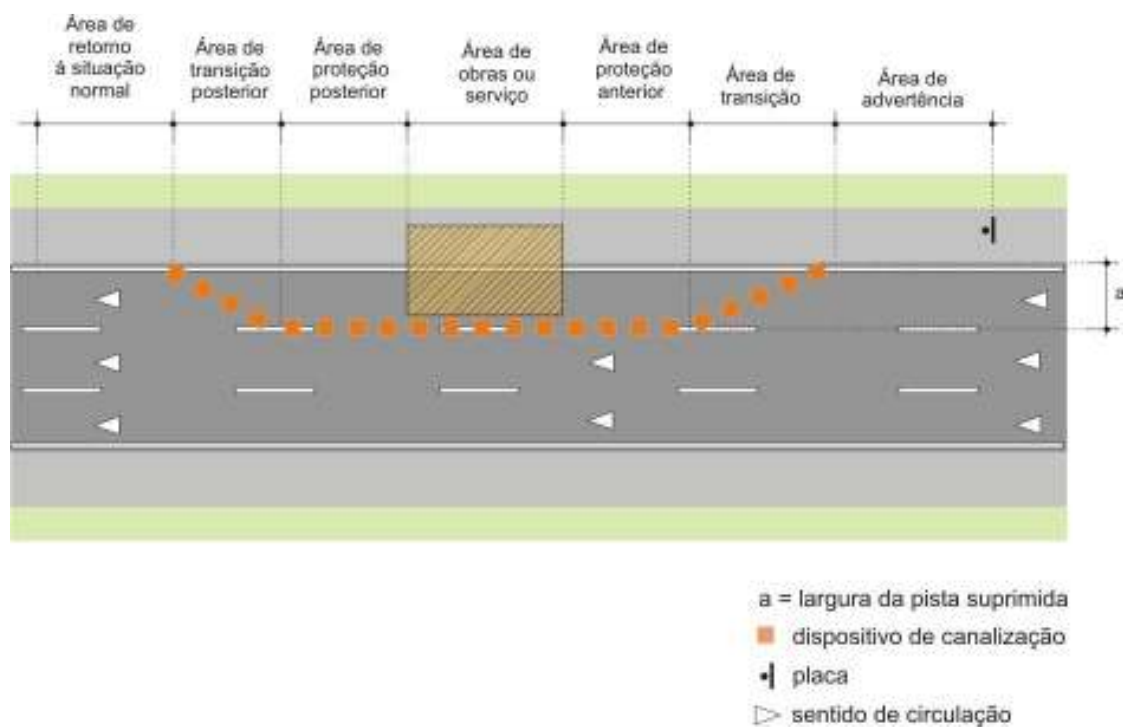 Área de
retorno
á situação
normal
Área de
transição
posterior
Área de
proteção
posterior
Área de
obras ou
serviço
Área de
proteção
anterior
Área de
transição
Área de
advertência
a
a = largura da pista suprimida
dispositivo de canalização
placa
sentido de circulação